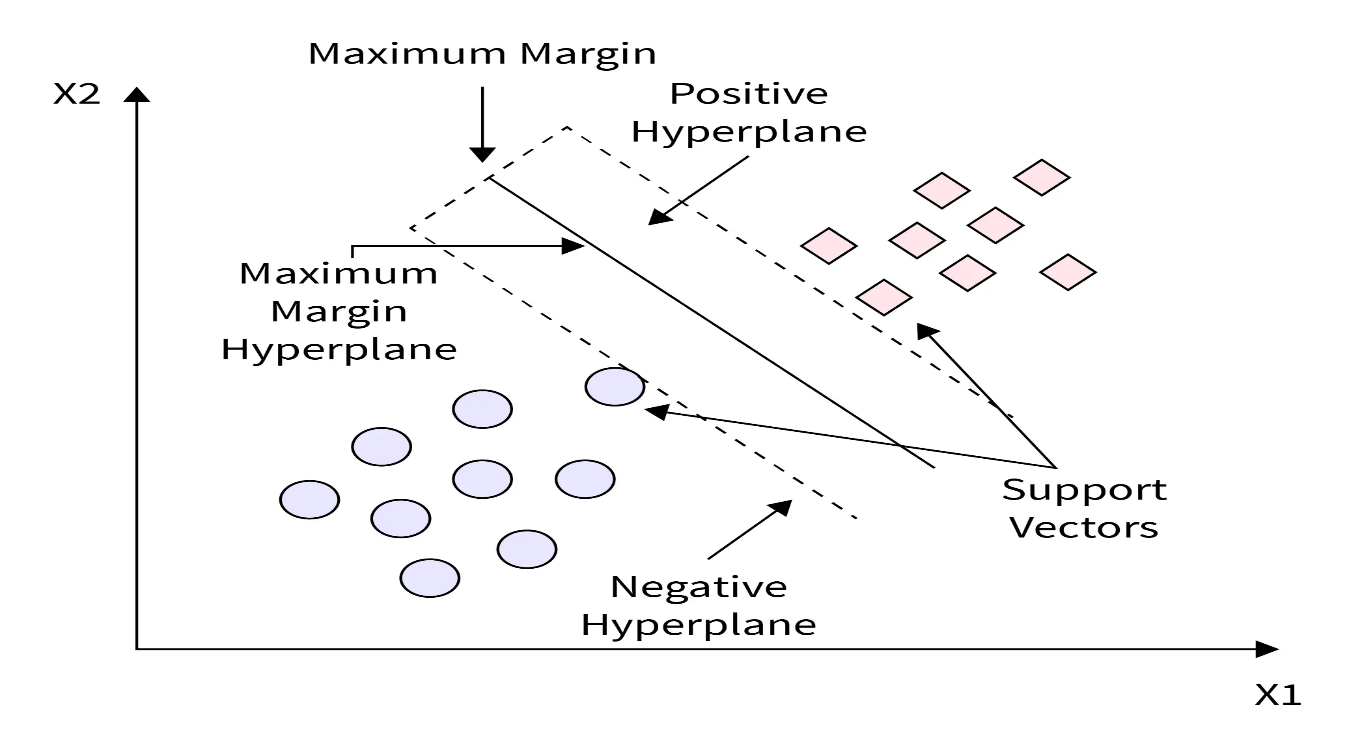 Maximum Margin
X2
Positive
Hyperplane
Maximum
Margin
Hyperplane
Support
Vectors
Negative
Hyperplane
X1